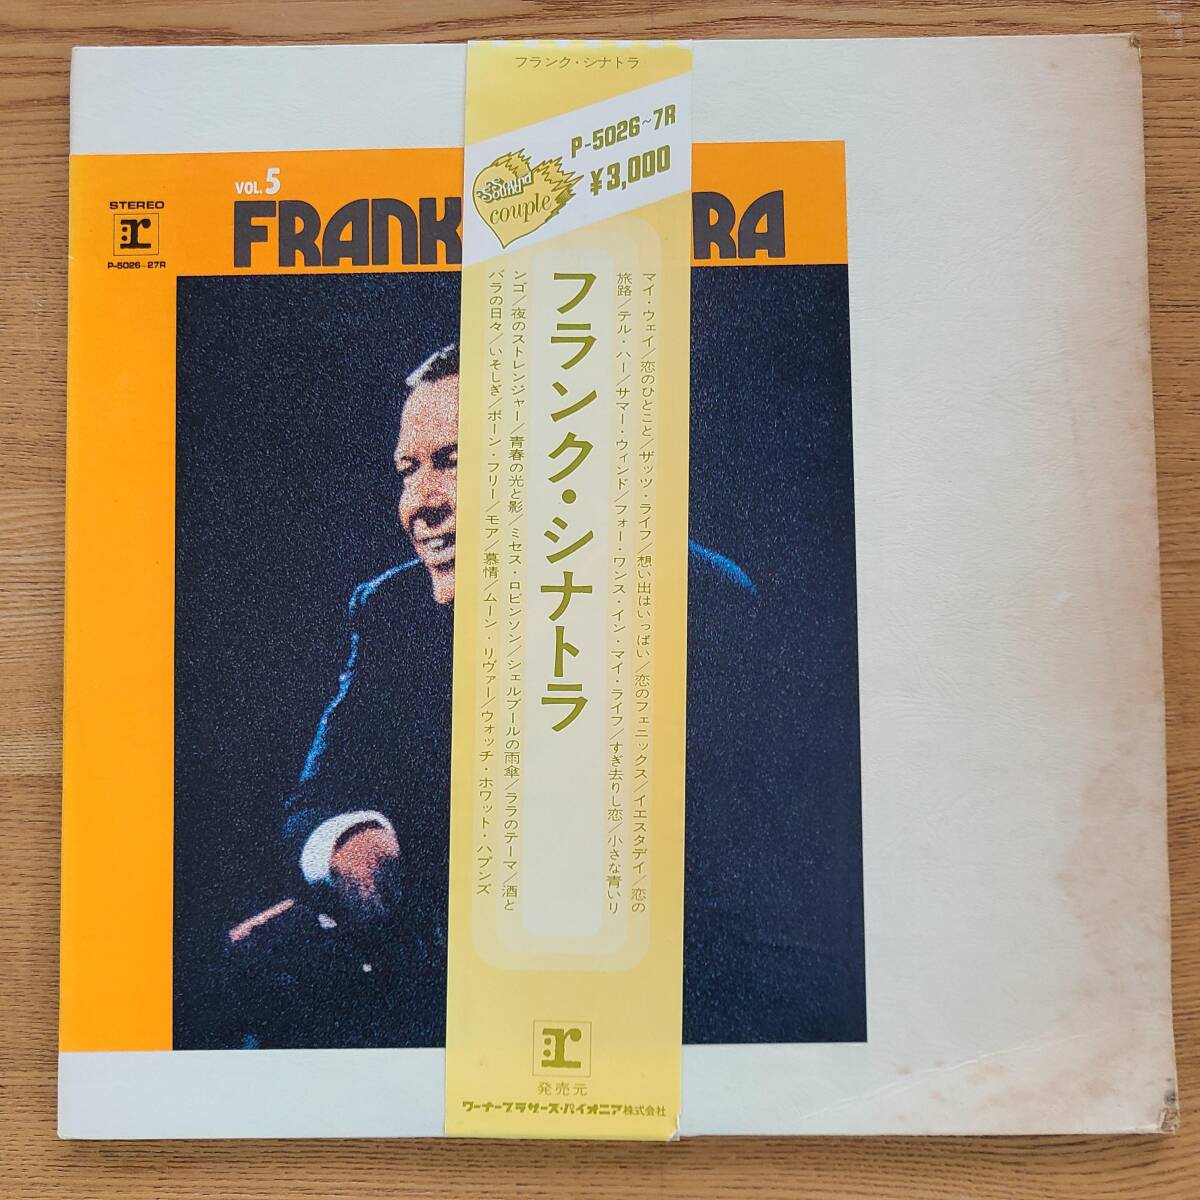 フランク・シナトラ
P-5026~7R
¥3,000
couple
VOL.5
STEREO
r
P-5026~27R
FRANK
RA
フランク・シナトラ
マイ・ウェイ/恋のひとこと/ザッツ・ライフ/想い出はいっぱい/恋のフェニックス/イエスタデイ/恋の
旅路/テル・ハー/サマー・ウィンド/フォー・ワンス・イン・マイ・ライフ/すぎ去りし恋/小さな青いり
ンゴ/夜のストレンジャー/青春の光と影/ミセス・ロビンソン/シェルブールの雨傘/ララのテーマ/酒と
バラの日々/いそしぎ/ボーン・フリー/モア/慕情/ムーン・リヴァー/ウォッチ・ホワット・ハプンズ
r
発売元
ワーナーブラザーズ・パイオニア株式会社